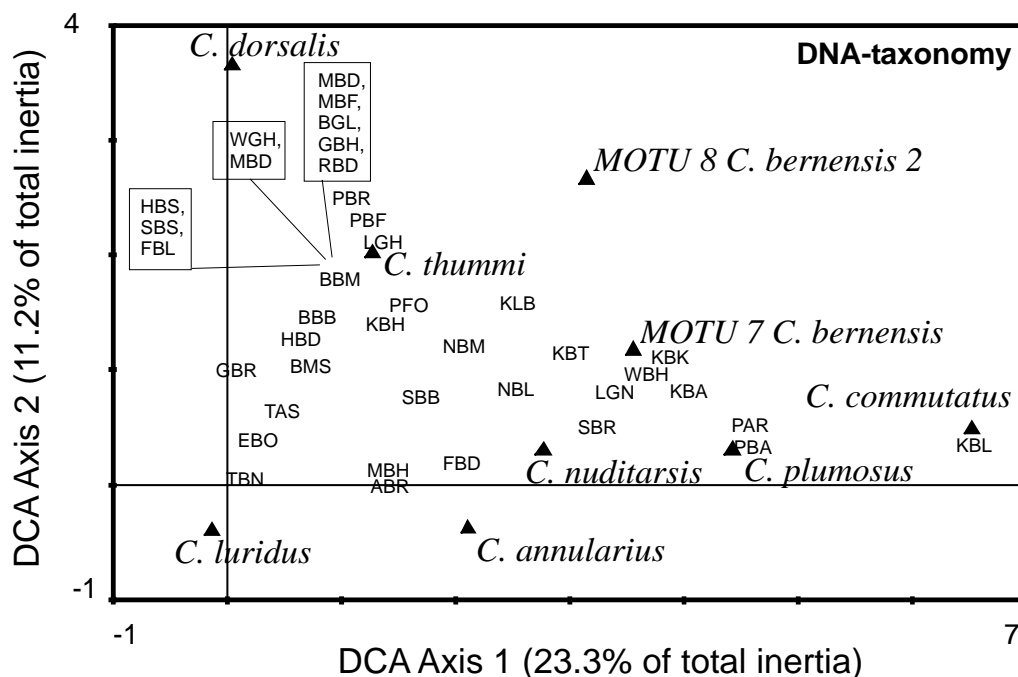 4
C. dorsalis
DNA-taxonomy
MBD,
MBF,
BGL,
GBH,
RBD
WGH,
MBD
MOTU 8 C. bernensis 2
HBS,
SBS,
FBL
PBR
PBF
LGH
C. thummi
BBM
PFO
KLB
BBB
KBH
HBD
NBM
MOTU 7 C. bernensis
KBT
KBK
GBR
BMS
WBH
NBL
LGN
KBA
SBB
C. commutatus
TAS
SBR
PAR
EBO
PBA
KBL
FBD
C. nuditarsis
C. plumosus
TBN
MBH
ABR
C. luridus
C. annularius
-1
-1
7
DCA Axis 1 (23.3% of total inertia)
DCA Axis 2 (11.2% of total inertia)